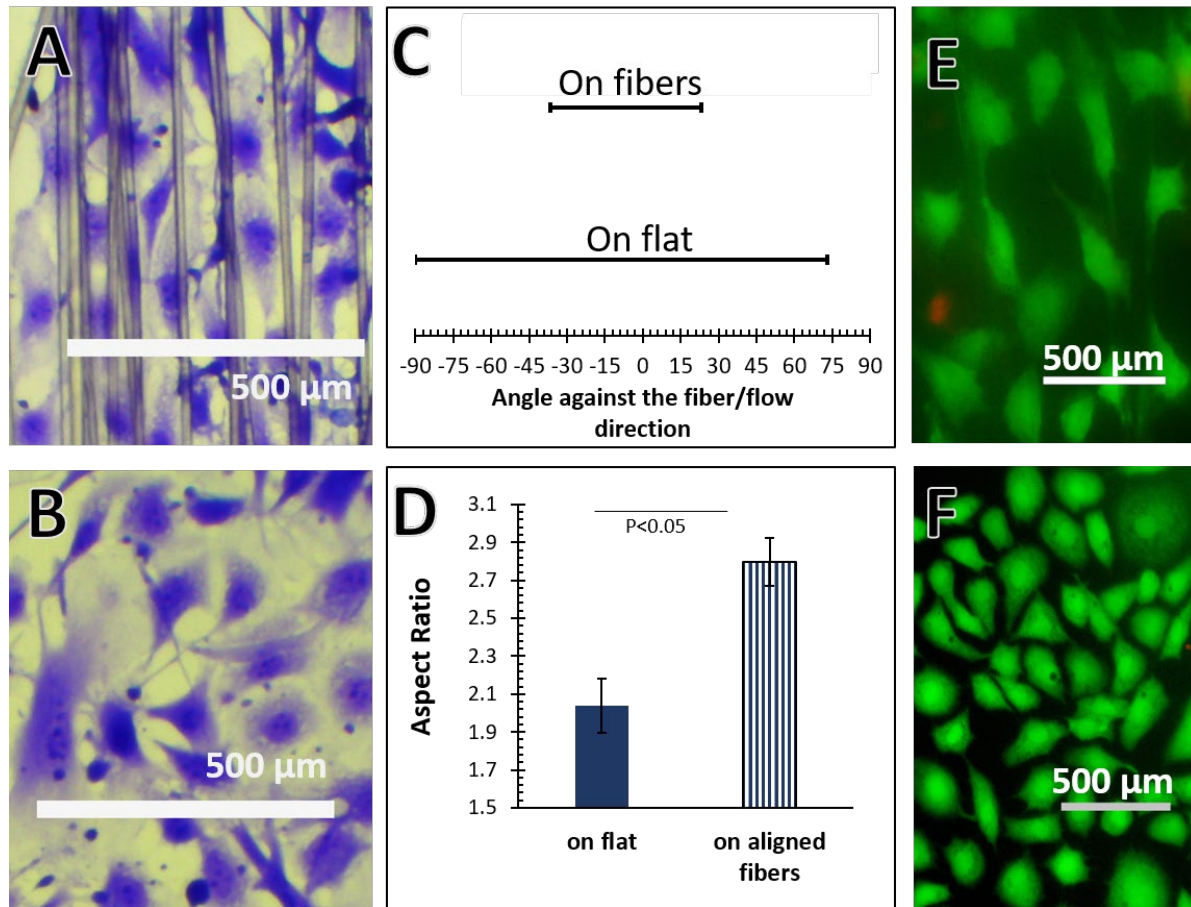 A
500 μm
B
500 μm
C
On fibers
On flat
-90 -75 -60 -45 -30 -15 0 15 30 45 60 75 90
Angle against the fiber/flow
direction
D
3.1
2.9
2.7
2.5
2.3
2.1
1.9
1.7
1.5
Aspect Ratio
P<0.05
on flat
on aligned
fibers
E
500 μm
F
500 μm